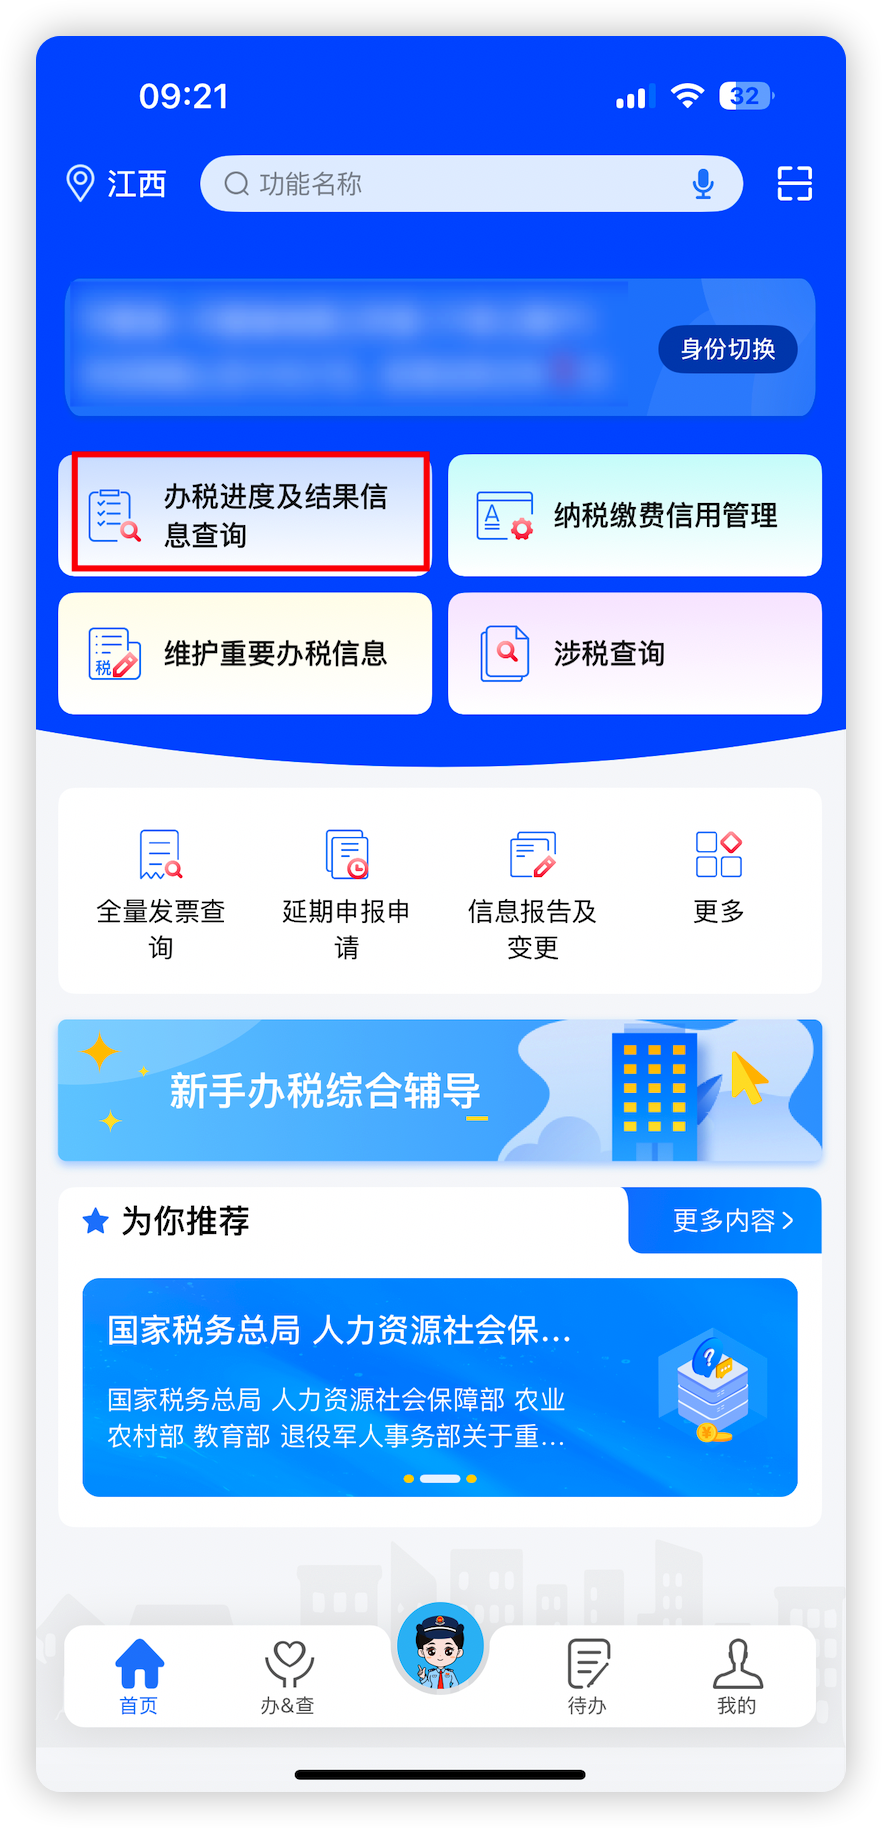 09:21
32
江西
功能名称
身份切换
办税进度及结果信
息查询
纳税缴费信用管理
税
维护重要办税信息
涉税查询
全量发票查
询
延期申报申
请
信息报告及
变更
更多
新手办税综合辅导
为你推荐
更多内容
国家税务总局 人力资源社会保...
国家税务总局 人力资源社会保障部 农业
农村部 教育部 退役军人事务部关于重...
首页
办&查
待办
我的